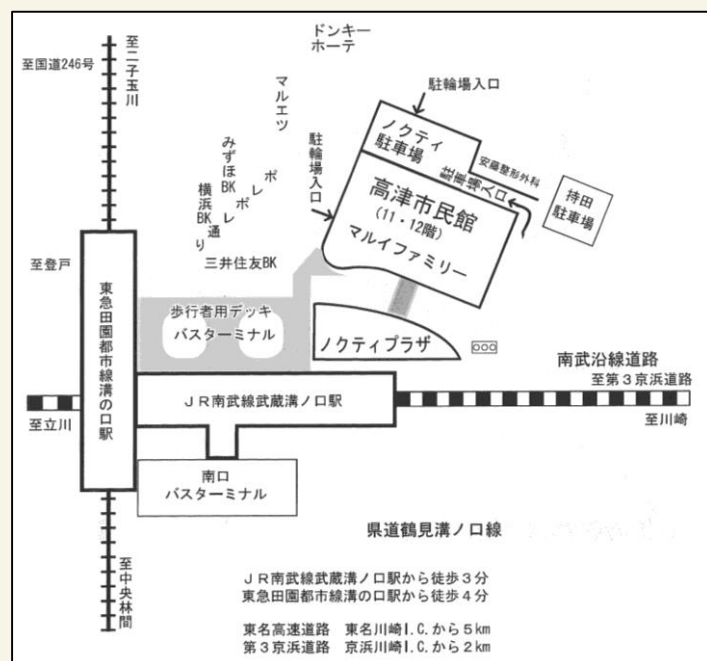 ドンキー
ホーテ
至二子玉川
至国道246号
マルエツ
駐輪場入口
ノクティ
駐車場
みずほBK
駐輪場入口
ポレポレ通り
横浜BK
安藤整形外科
駐車場入口
持田
駐車場
高津市民館
(11・12階)
マルイファミリー
至登戸
三井住友BK
東急田園都市線溝の口駅
歩行者用デッキ
バスターミナル
ノクティプラザ
南武沿線道路
至第3京浜道路
JR南武線武蔵溝ノ口駅
至立川
至川崎
南口
バスターミナル
県道鶴見溝ノ口線
至中央林間
JR南武線武蔵溝ノ口駅から徒歩3分
東急田園都市線溝の口駅から徒歩4分
東名高速道路 東名川崎I.C.から5km
第3京浜道路 京浜川崎I.C.から2km